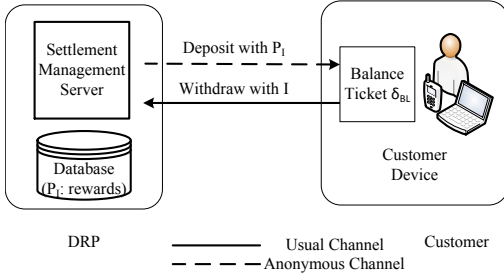 Settlement
Management
Server
Database
(P_I: rewards)
Deposit with P_I
Withdraw with I
Balance
Ticket δ_BL
Customer
Device
DRP
Customer
Usual Channel
Anonymous Channel